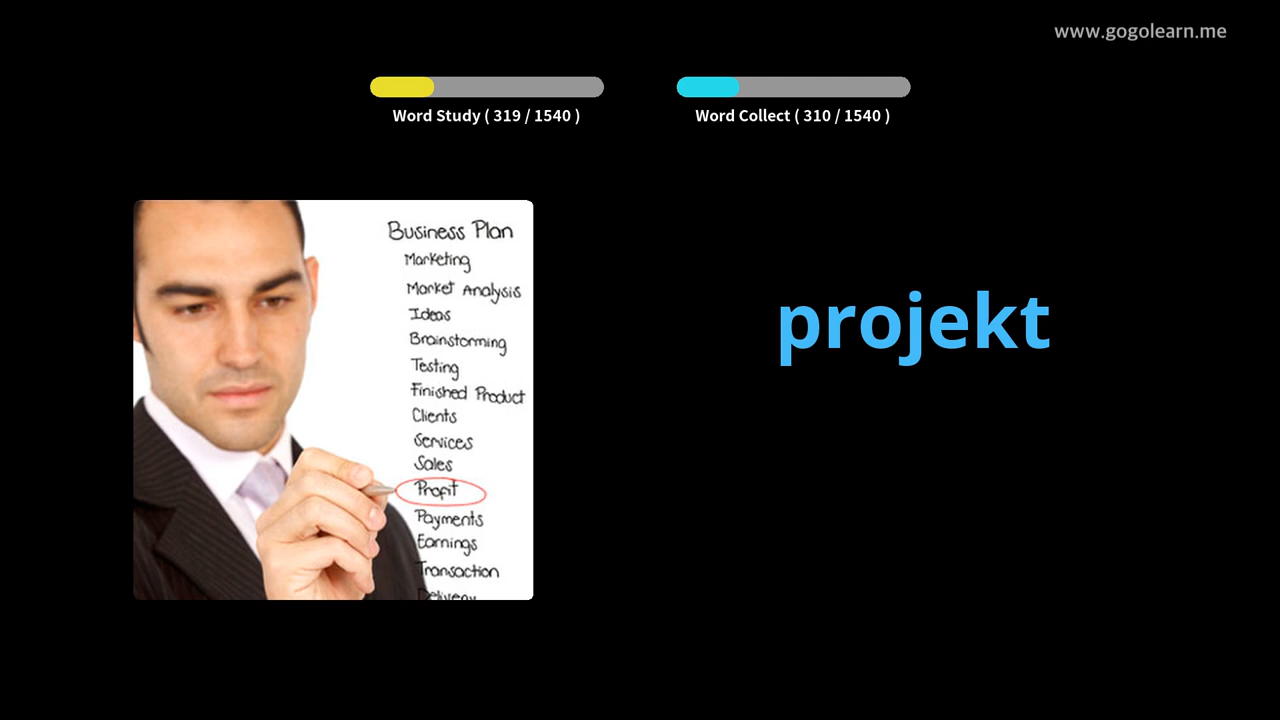 www.gogolearn.me
Word Study ( 319 / 1540 )
Word Collect ( 310 / 1540 )
Business Plan
Marketing
Market Analysis
Ideas
Brainstorming
Testing
Finished Product
Clients
Services
Sales
Profit
Payments
Earnings
Transaction
Delivery
projekt